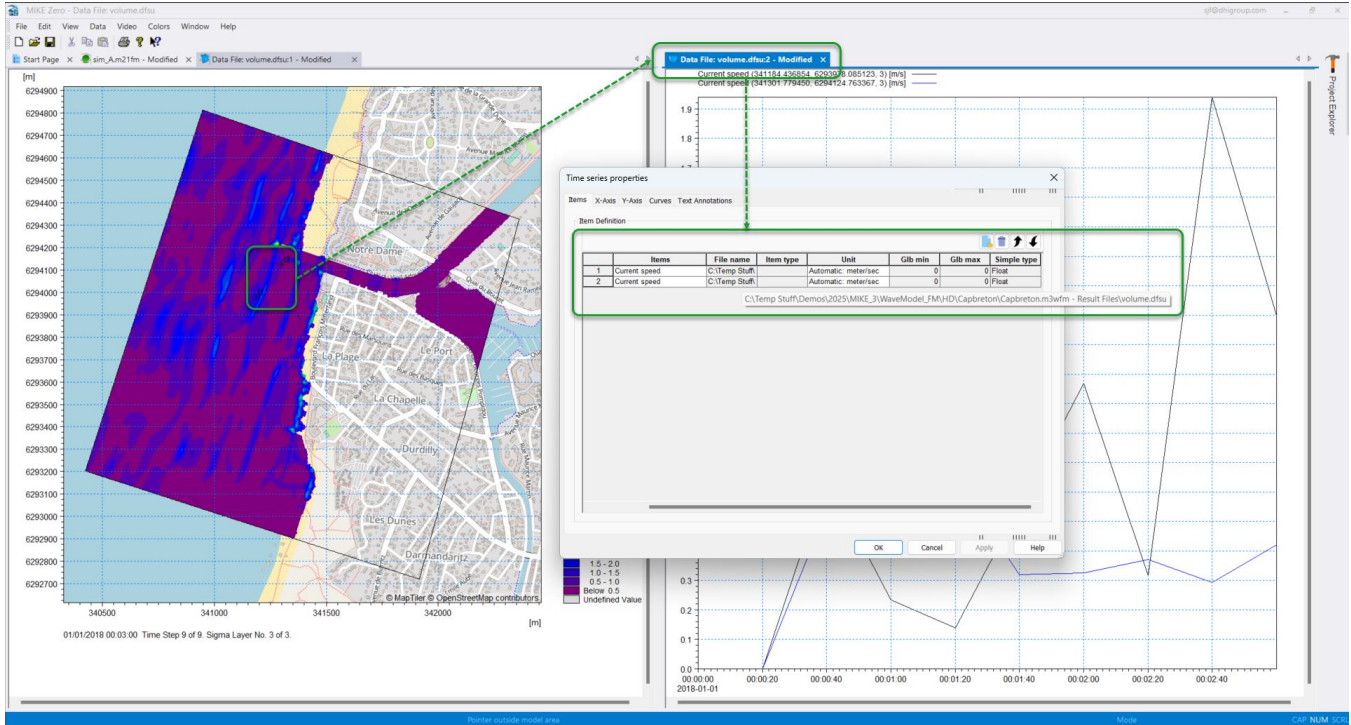 MIKE Zero - Data File: volume.dfsu
sjf@dhigroup.com
File Edit View Data Video Colors Window Help
Start Page sim_A.m21fm - Modified Data File: volume.dfsu:1 - Modified
Data File: volume.dfsu:2 - Modified
Project Explorer
[m]
6294900
6294800
6294700
6294600
6294500
6294400
6294300
6294200
6294100
6294000
6293900
6293800
6293700
6293600
6293500
6293400
6293300
6293200
6293100
6293000
6292900
6292800
6292700
340500 341000 341500 342000
[m]
Notre Dame
La Plage
Le Port
Rue des Basques
La Chapelle
Durdilly
Les Dunes
Darmandaritz
© MapTiler © OpenStreetMap contributors
01/01/2018 00:03:00 Time Step 9 of 9. Sigma Layer No. 3 of 3.
1.5 - 2.0
1.0 - 1.5
0.5 - 1.0
Below 0.5
Undefined Value
Current speed (341184.436854, 6293978.085123, 3) [m/s]
Current speed (341301.779450, 6294124.763367, 3) [m/s]
1.9
1.8
1.7
Time series properties
Items X-Axis Y-Axis Curves Text Annotations
Item Definition
Items File name Item type Unit Glb min Glb max Simple type
1 Current speed C:\Temp Stuff\ Automatic: meter/sec 0 0 Float
2 Current speed C:\Temp Stuff\ Automatic: meter/sec 0 0 Float
C:\Temp Stuff\Demos\2025\MIKE_3\WaveModel_FM\HD\Capbreton\Capbreton.m3wfm - Result Files\volume.dfsu
OK Cancel Apply Help
0.3
0.2
0.1
0.0
00:00:00 00:00:20 00:00:40 00:01:00 00:01:20 00:01:40 00:02:00 00:02:20 00:02:40
2018-01-01
Pointer outside model area
Mode
CAP NUM SCRL